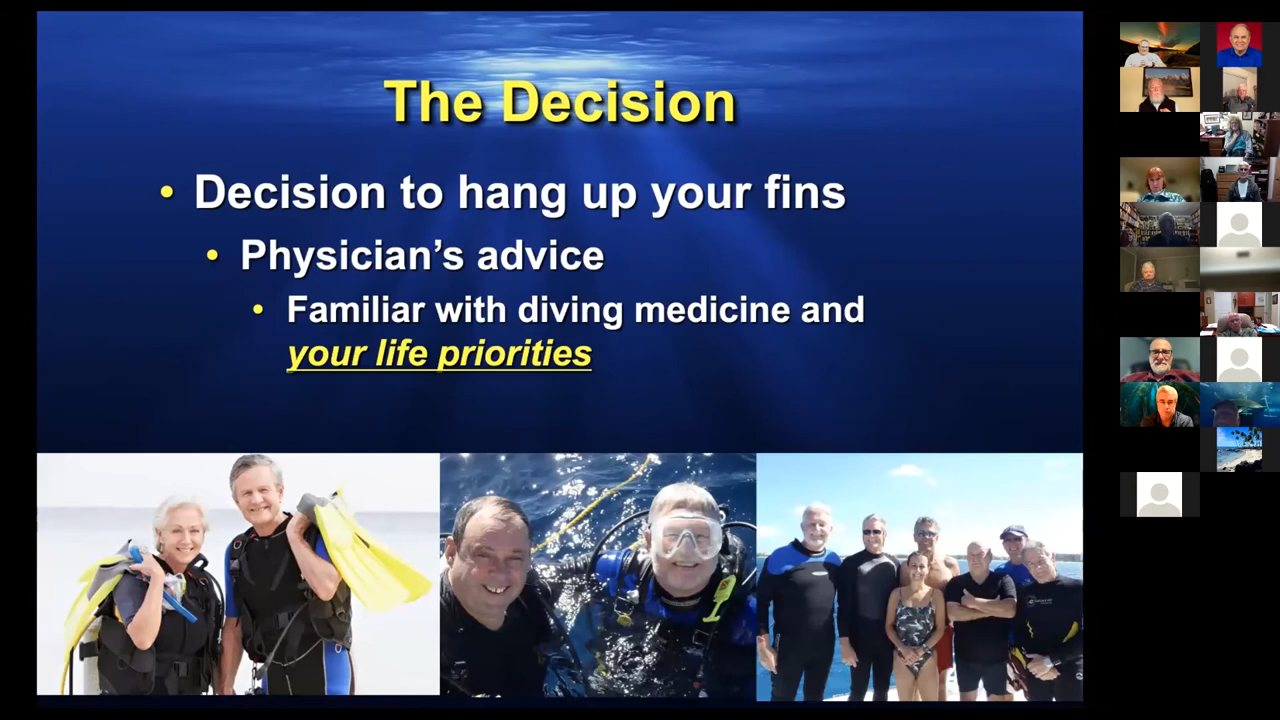 The Decision
• Decision to hang up your fins
• Physician’s advice
• Familiar with diving medicine and
your life priorities